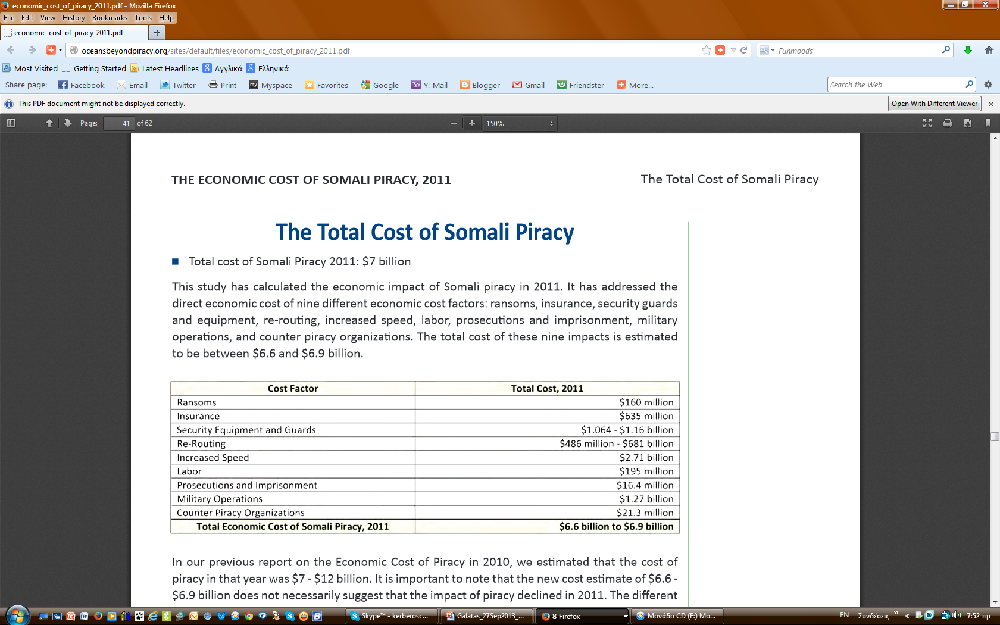 economic_cost_of_piracy_2011.pdf - Mozilla Firefox
File Edit View History Bookmarks Tools Help
economic_cost_of_piracy_2011.pdf
oceansbeyondpiracy.org/sites/default/files/economic_cost_of_piracy_2011.pdf
Funmoods
Most Visited Getting Started Latest Headlines Αγγλικά Ελληνικά
Share page: Facebook Email Twitter Print Myspace Favorites Google Y! Mail Blogger Gmail Friendster More...
Search the Web
This PDF document might not be displayed correctly.
Open With Different Viewer
Page: 41 of 62
150%
THE ECONOMIC COST OF SOMALI PIRACY, 2011
The Total Cost of Somali Piracy
The Total Cost of Somali Piracy
Total cost of Somali Piracy 2011: $7 billion
This study has calculated the economic impact of Somali piracy in 2011. It has addressed the
direct economic cost of nine different economic cost factors: ransoms, insurance, security guards
and equipment, re-routing, increased speed, labor, prosecutions and imprisonment, military
operations, and counter piracy organizations. The total cost of these nine impacts is estimated
to be between $6.6 and $6.9 billion.
Cost Factor Total Cost, 2011
Ransoms $160 million
Insurance $635 million
Security Equipment and Guards $1.064 - $1.16 billion
Re-Routing $486 million - $681 billion
Increased Speed $2.71 billion
Labor $195 million
Prosecutions and Imprisonment $16.4 million
Military Operations $1.27 billion
Counter Piracy Organizations $21.3 million
Total Economic Cost of Somali Piracy, 2011 $6.6 billion to $6.9 billion
In our previous report on the Economic Cost of Piracy in 2010, we estimated that the cost of
piracy in that year was $7 - $12 billion. It is important to note that the new cost estimate of $6.6 -
$6.9 billion does not necessarily suggest that the impact of piracy declined in 2011. The different
Skype™ - kerberosc... Galatas_27Sep2013_... 8 Firefox Μονάδα CD (F:) Mo... EN Συνδέσεις 7:52 πμ